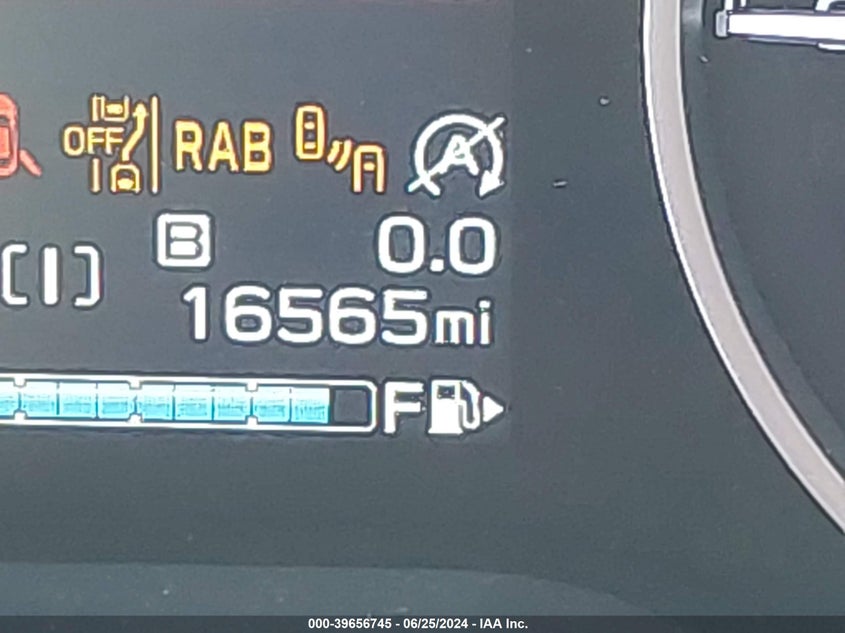 OFF RAB A
B 0.0
[I]
16565mi
F
000-39656745 - 06/25/2024 - IAA Inc.